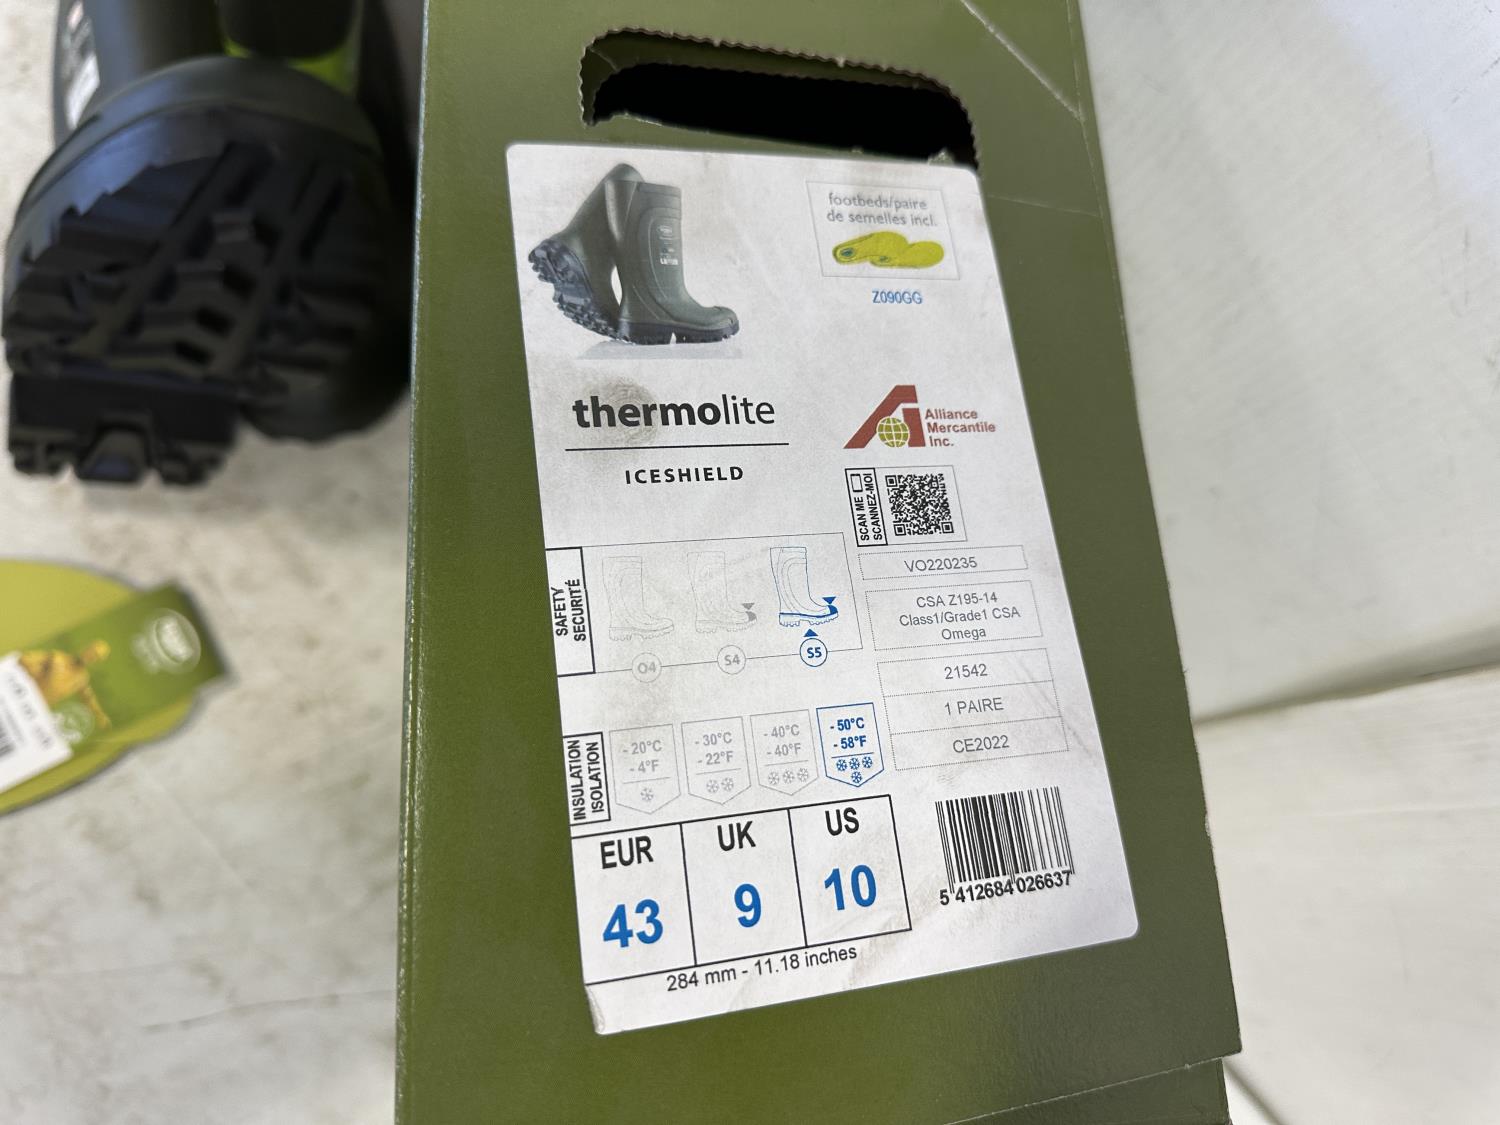 footbeds/paire
de semelles incl.
Z090GG
thermolite
ICESHIELD
Alliance
Mercantile
Inc.
SCAN ME
SCANNEZ-MOI
VO220235
CSA Z195-14
Class1/Grade1 CSA
Omega
21542
1 PAIRE
CE2022
SAFETY
SECURITÉ
O4
S4
S5
INSULATION
ISOLATION
- 20°C
- 4°F
- 30°C
- 22°F
- 40°C
- 40°F
- 50°C
- 58°F
EUR
43
UK
9
US
10
284 mm - 11.18 inches
5 412684 026637